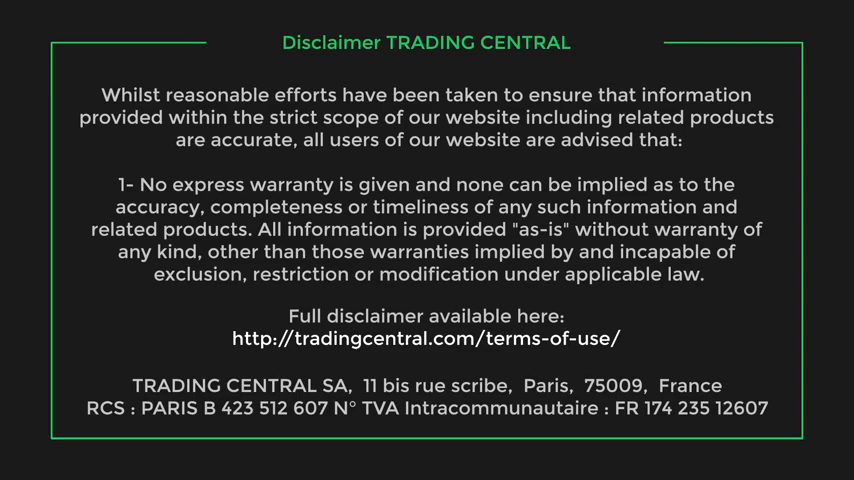 Disclaimer TRADING CENTRAL
Whilst reasonable efforts have been taken to ensure that information
provided within the strict scope of our website including related products
are accurate, all users of our website are advised that:
1- No express warranty is given and none can be implied as to the
accuracy, completeness or timeliness of any such information and
related products. All information is provided "as-is" without warranty of
any kind, other than those warranties implied by and incapable of
exclusion, restriction or modification under applicable law.
Full disclaimer available here:
http://tradingcentral.com/terms-of-use/
TRADING CENTRAL SA, 11 bis rue scribe, Paris, 75009, France
RCS : PARIS B 423 512 607 N° TVA Intracommunautaire : FR 174 235 12607